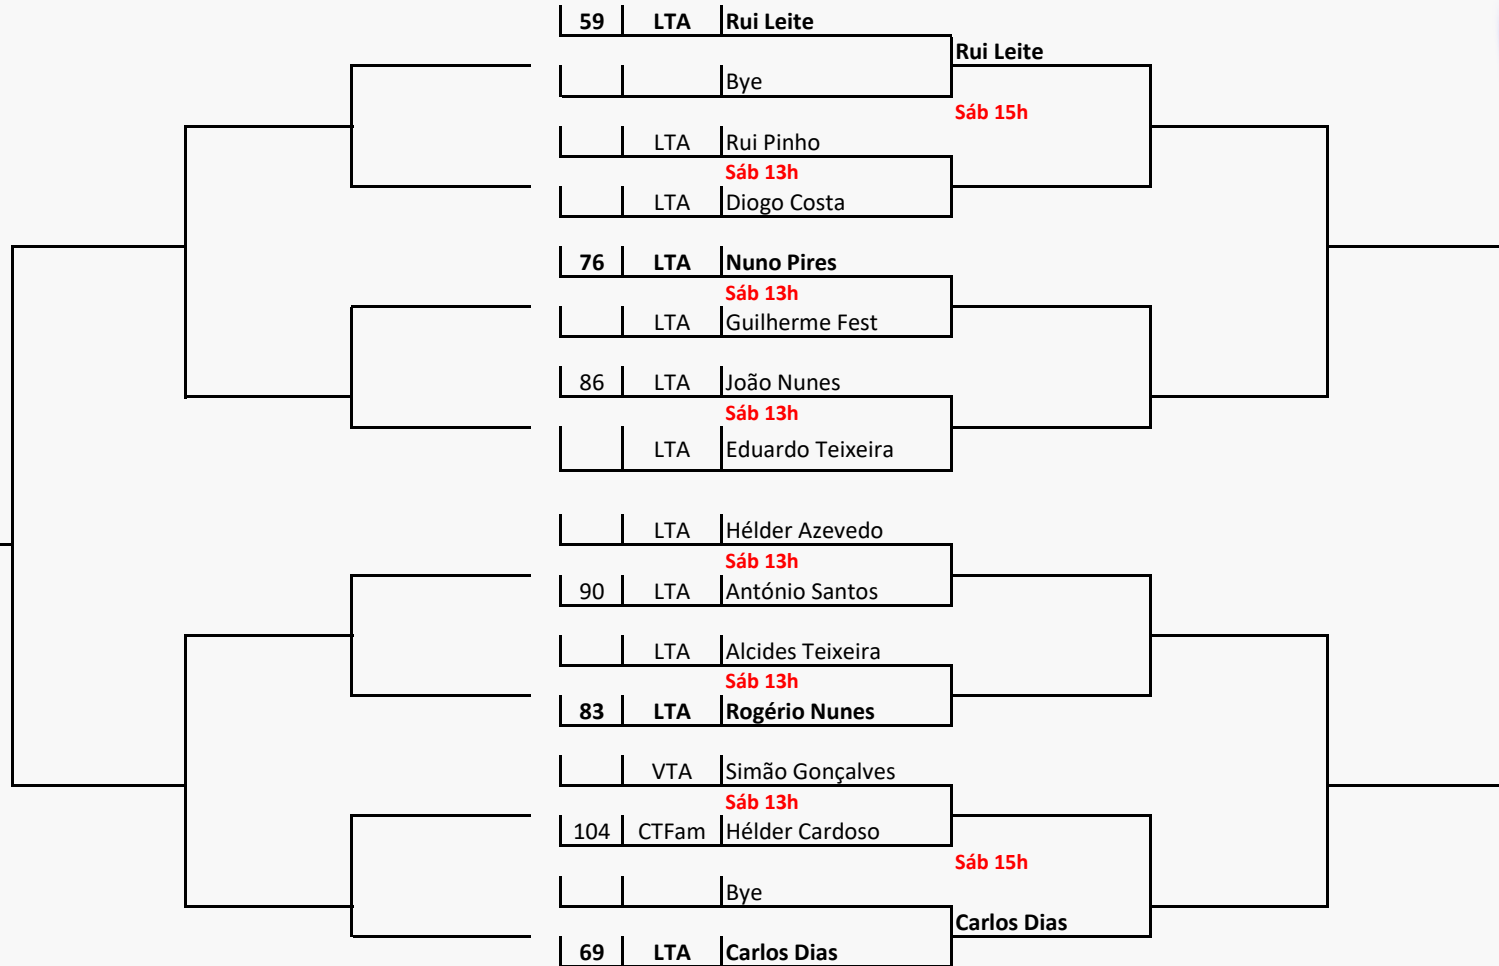 59 LTA Rui Leite
Rui Leite
Bye
Sáb 15h
LTA Rui Pinho
Sáb 13h
LTA Diogo Costa
76 LTA Nuno Pires
Sáb 13h
LTA Guilherme Fest
86 LTA João Nunes
Sáb 13h
LTA Eduardo Teixeira
LTA Hélder Azevedo
Sáb 13h
90 LTA António Santos
LTA Alcides Teixeira
Sáb 13h
83 LTA Rogério Nunes
VTA Simão Gonçalves
Sáb 13h
104 CTFam Hélder Cardoso
Sáb 15h
Bye
Carlos Dias
69 LTA Carlos Dias